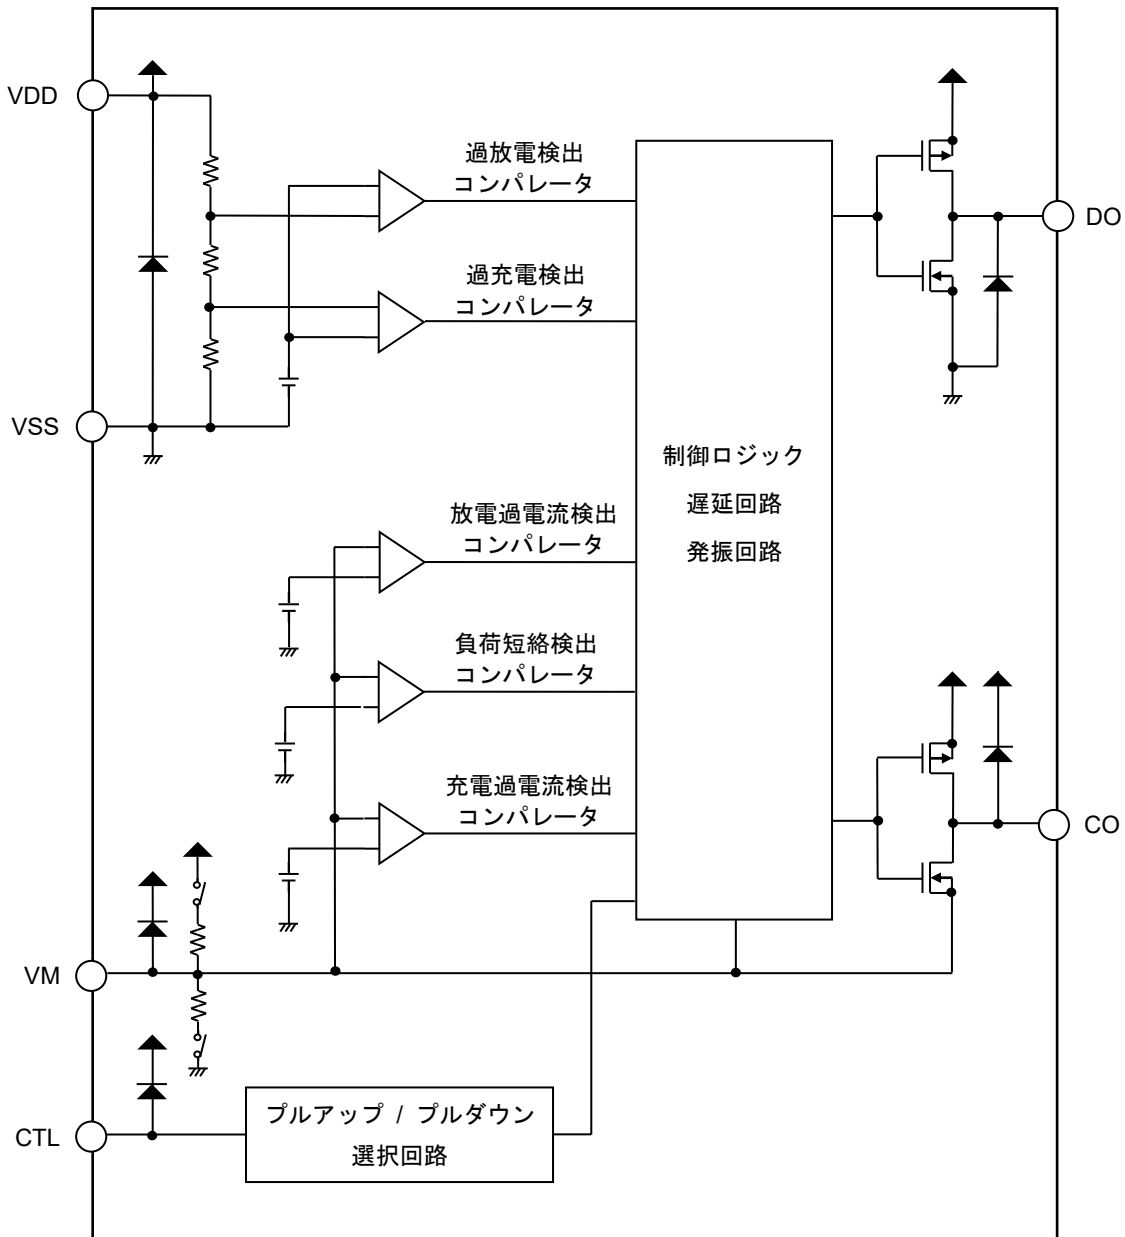 VDD
過放電検出
コンパレータ
DO
過充電検出
コンパレータ
VSS
制御ロジック
遅延回路
発振回路
放電過電流検出
コンパレータ
負荷短絡検出
コンパレータ
充電過電流検出
コンパレータ
CO
VM
CTL
プルアップ / プルダウン
選択回路